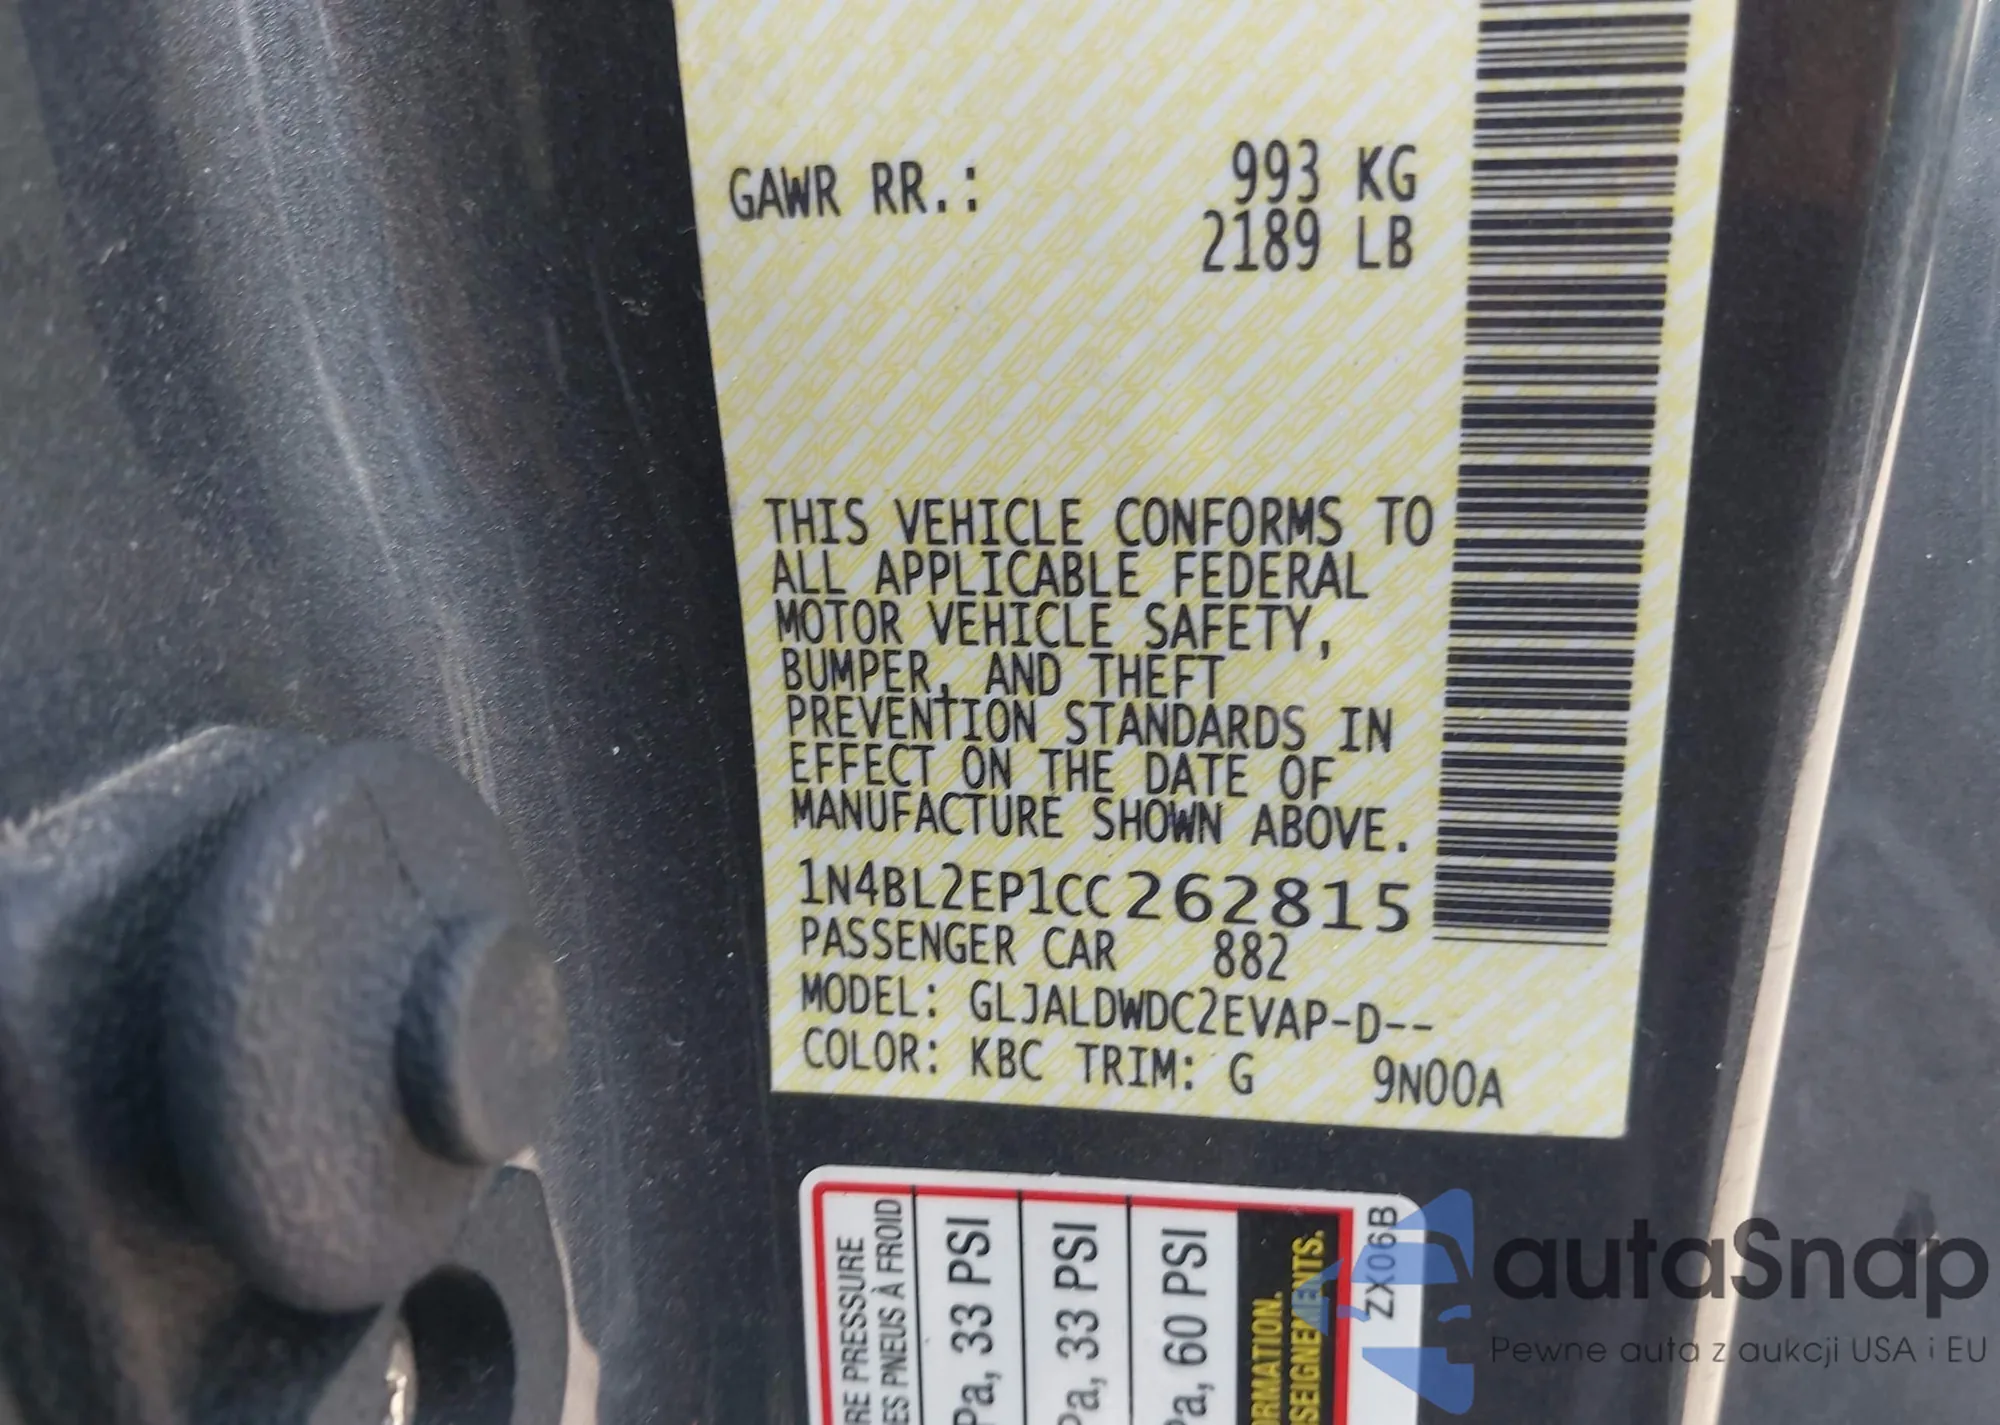 GAWR RR.: 993 KG
2189 LB
THIS VEHICLE CONFORMS TO
ALL APPLICABLE FEDERAL
MOTOR VEHICLE SAFETY,
BUMPER, AND THEFT
PREVENTION STANDARDS IN
EFFECT ON THE DATE OF
MANUFACTURE SHOWN ABOVE.
1N4BL2EP1CC262815
PASSENGER CAR 882
MODEL: GLJALDWDC2EVAP-D--
COLOR: KBC TRIM: G 9N00A
RE PRESSURE
ES PNEUS À FROID
Pa, 33 PSI
Pa, 33 PSI
a, 60 PSI
ORMATION.
SEIGNEMENTS.
ZX06B
autaSnap
Pewne auta z aukcji USA i EU